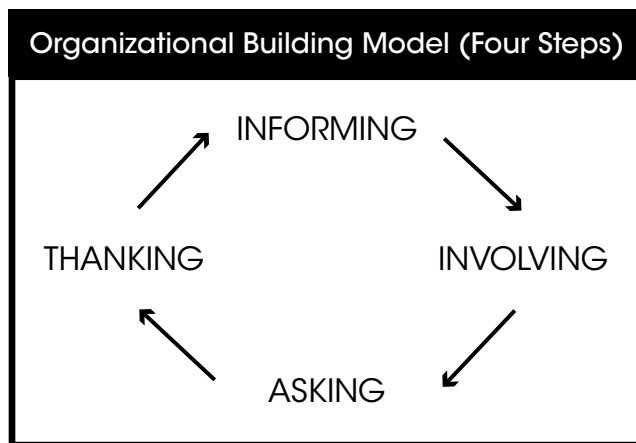 Organizational Building Model (Four Steps)
INFORMING
THANKING
INVOLVING
ASKING